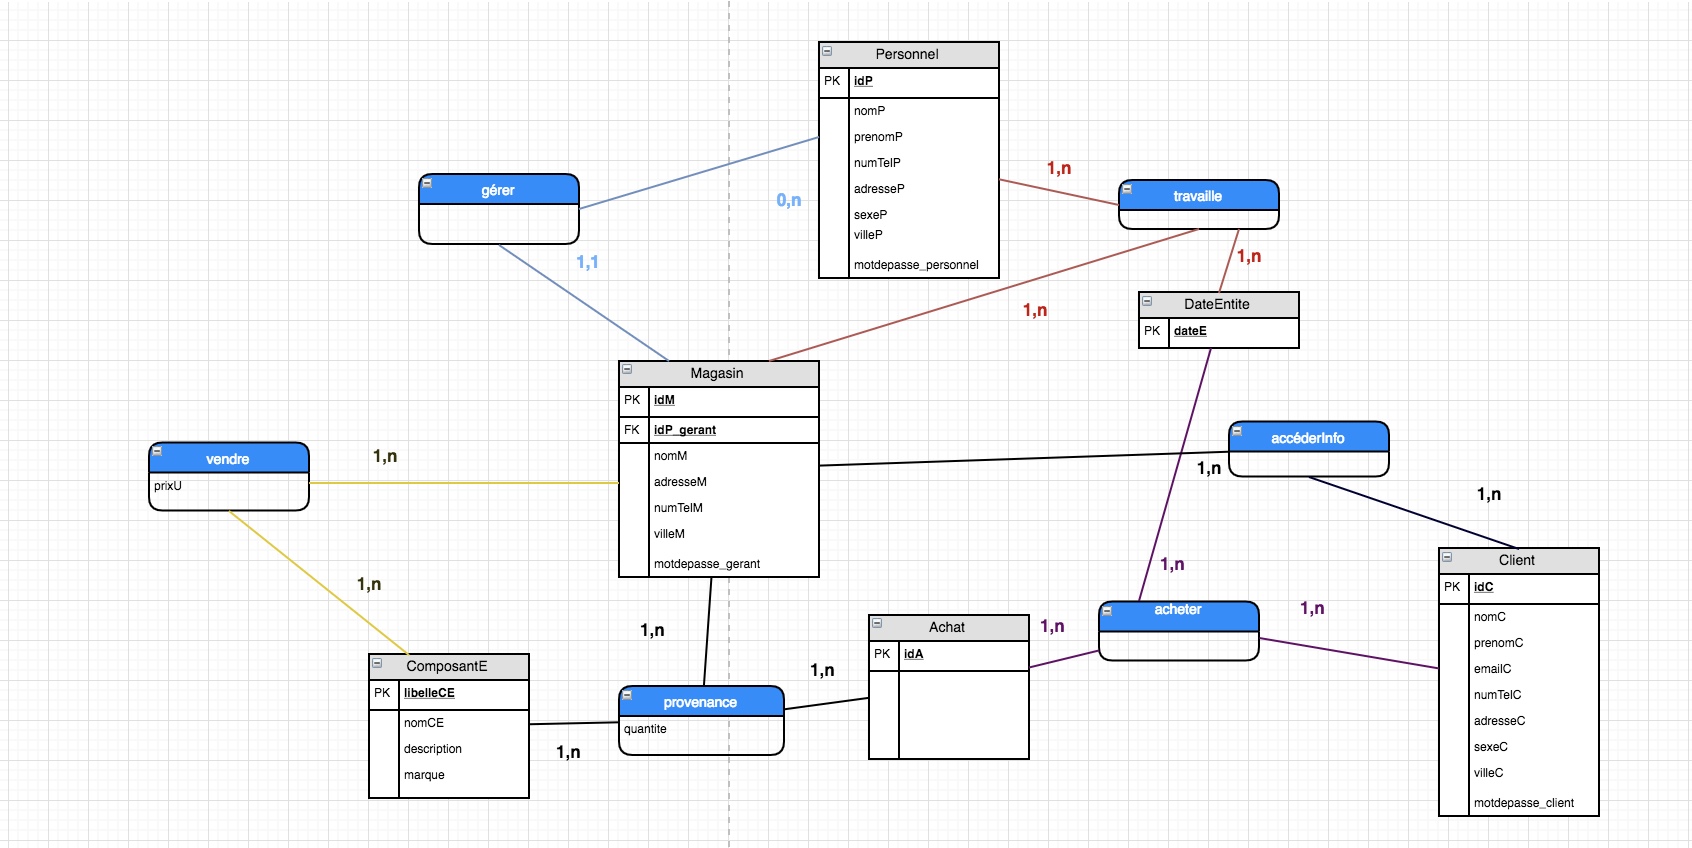 Personnel
PK idP
nomP
prenomP
numTelP
adresseP
sexeP
villeP
motdepasse_personnel
gérer
0,n
1,1
1,n
travaille
1,n
1,n
DateEntite
PK dateE
Magasin
PK idM
FK idP_gerant
nomM
adresseM
numTelM
villeM
motdepasse_gerant
vendre
prixU
1,n
1,n
accéderInfo
1,n
1,n
Client
PK idC
nomC
prenomC
emailC
numTelC
adresseC
sexeC
villeC
motdepasse_client
1,n
acheter
1,n
1,n
Achat
PK idA
1,n
1,n
provenance
quantite
1,n
ComposantE
PK libelleCE
nomCE
description
marque